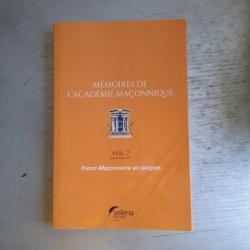 MÉMOIRES DE
L'ACADÉMIE MAÇONNIQUE
VOL 7
Franc-Maçonnerie et religion
selena